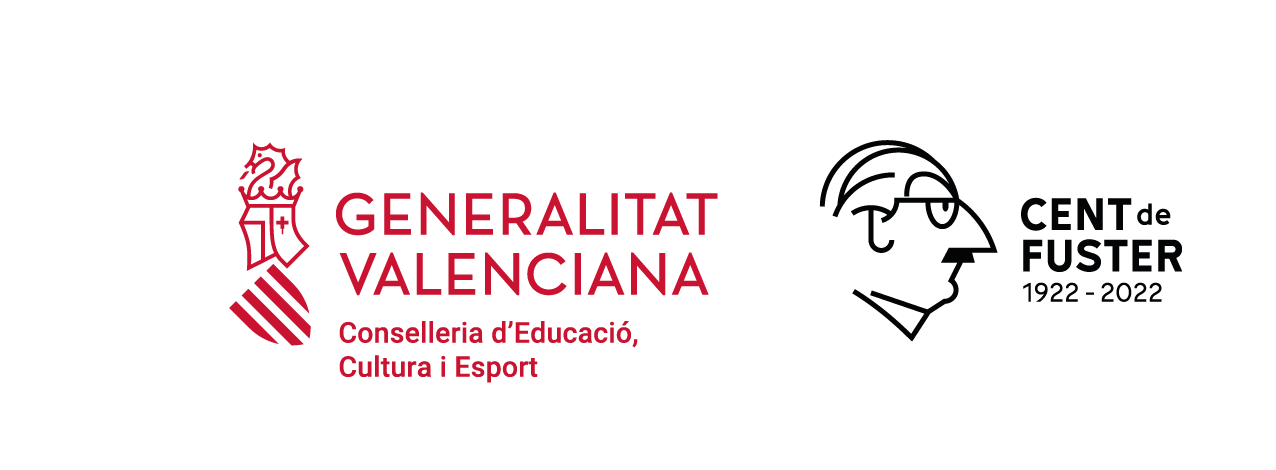 GENERALITAT
VALENCIANA
Conselleria d’Educació,
Cultura i Esport
CENT de
FUSTER
1922 - 2022